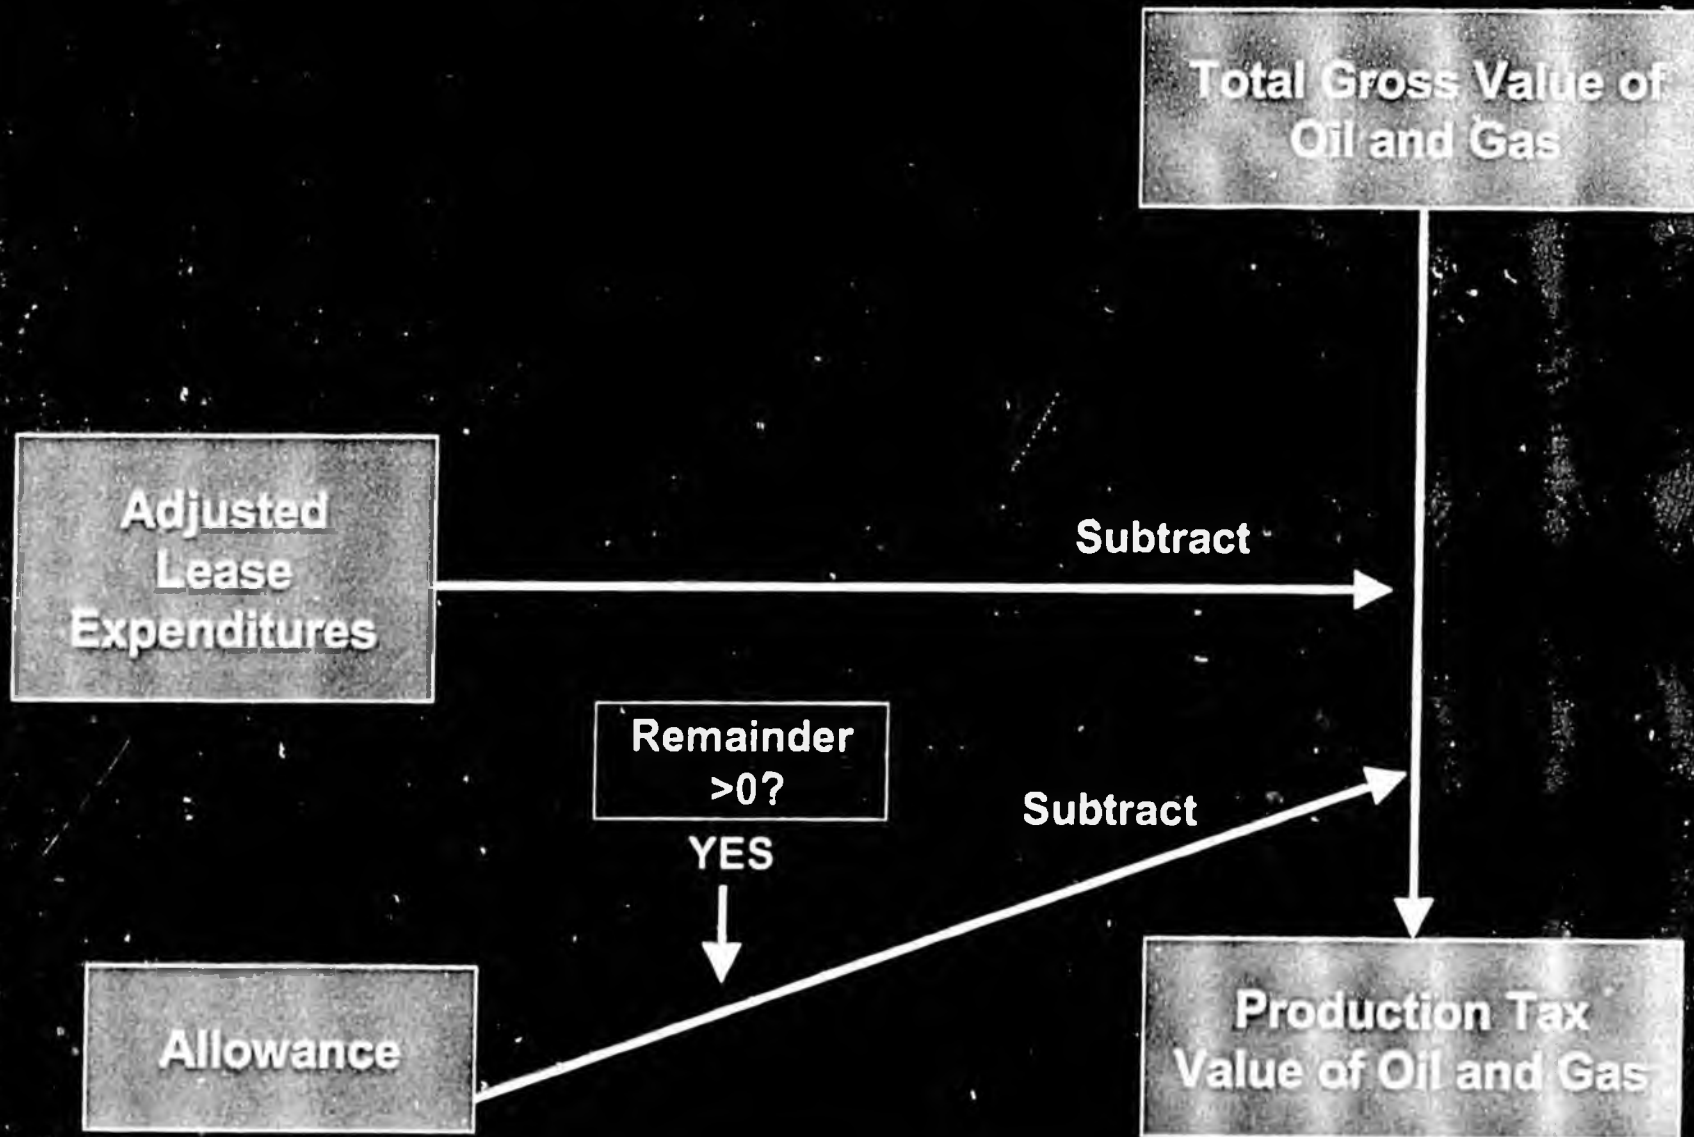 Total Gross Value of
Oil and Gas
Adjusted
Lease
Expenditures
Subtract
Remainder
>0?
YES
Subtract
Allowance
Production Tax
Value of Oil and Gas